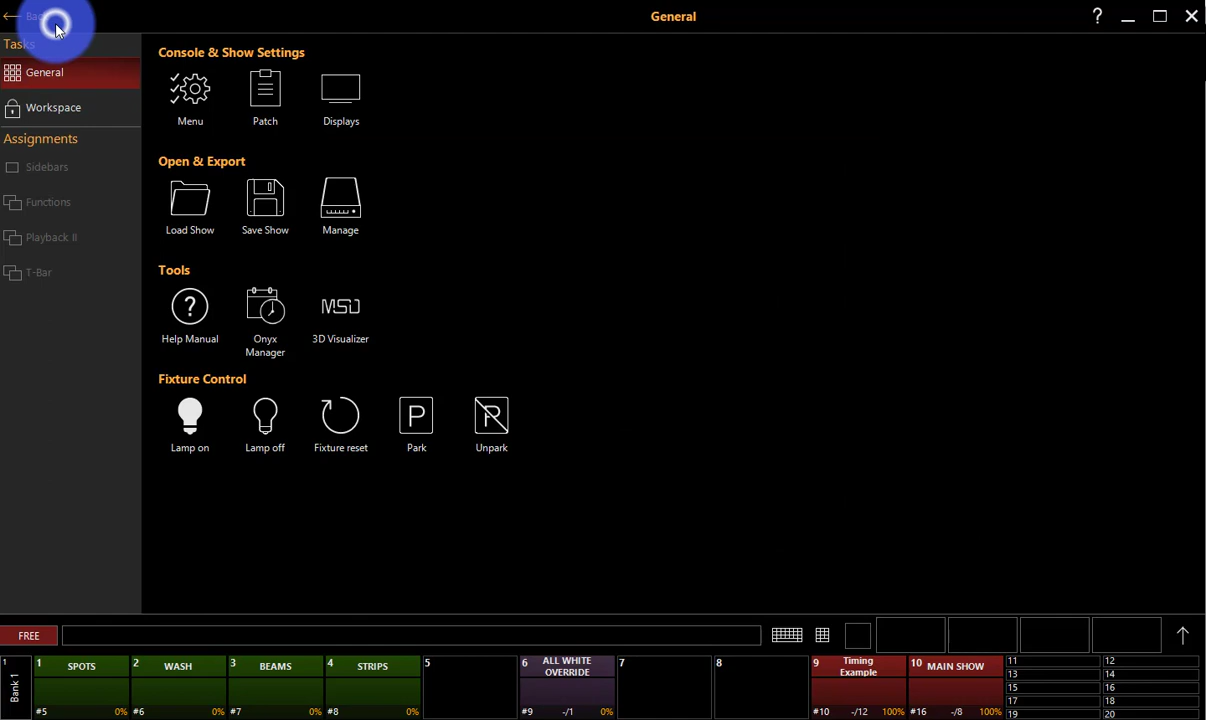 Back
General
?
Tasks
General
Workspace
Assignments
Sidebars
Functions
Playback II
T-Bar
Console & Show Settings
Menu
Patch
Displays
Open & Export
Load Show
Save Show
Manage
Tools
?
MSD
Help Manual
Onyx
Manager
3D Visualizer
Fixture Control
P
R
Lamp on
Lamp off
Fixture reset
Park
Unpark
FREE
1
Bank 1
1 SPOTS
#5 0%
2 WASH
#6 0%
3 BEAMS
#7 0%
4 STRIPS
#8 0%
5
6 ALL WHITE
OVERRIDE
#9 -/1 0%
7
8
9 Timing
Example
#10 -/12 100%
10 MAIN SHOW
#16 -/8 100%
11 12
13 14
15 16
17 18
19 20